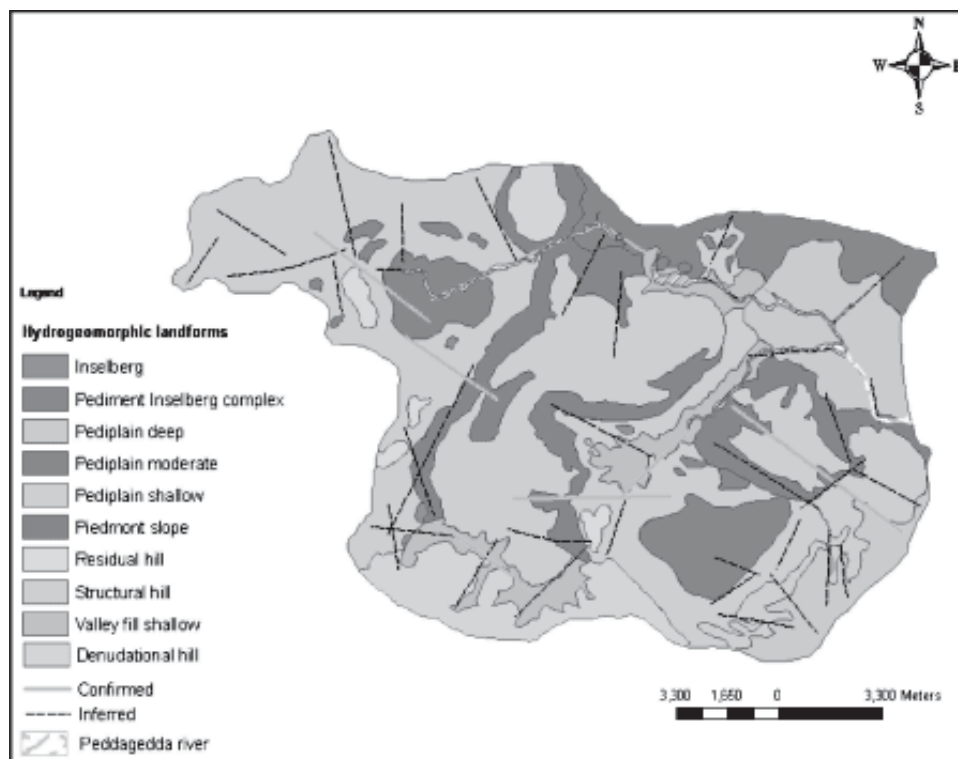 N
W E
S
Legend
Hydrogeomorphic landforms
Inselberg
Pediment Inselberg complex
Pediplain deep
Pediplain moderate
Pediplain shallow
Piedmont slope
Residual hill
Structural hill
Valley fill shallow
Denudational hill
Confirmed
Inferred
Peddagedda river
3,300 1,650 0 3,300 Meters